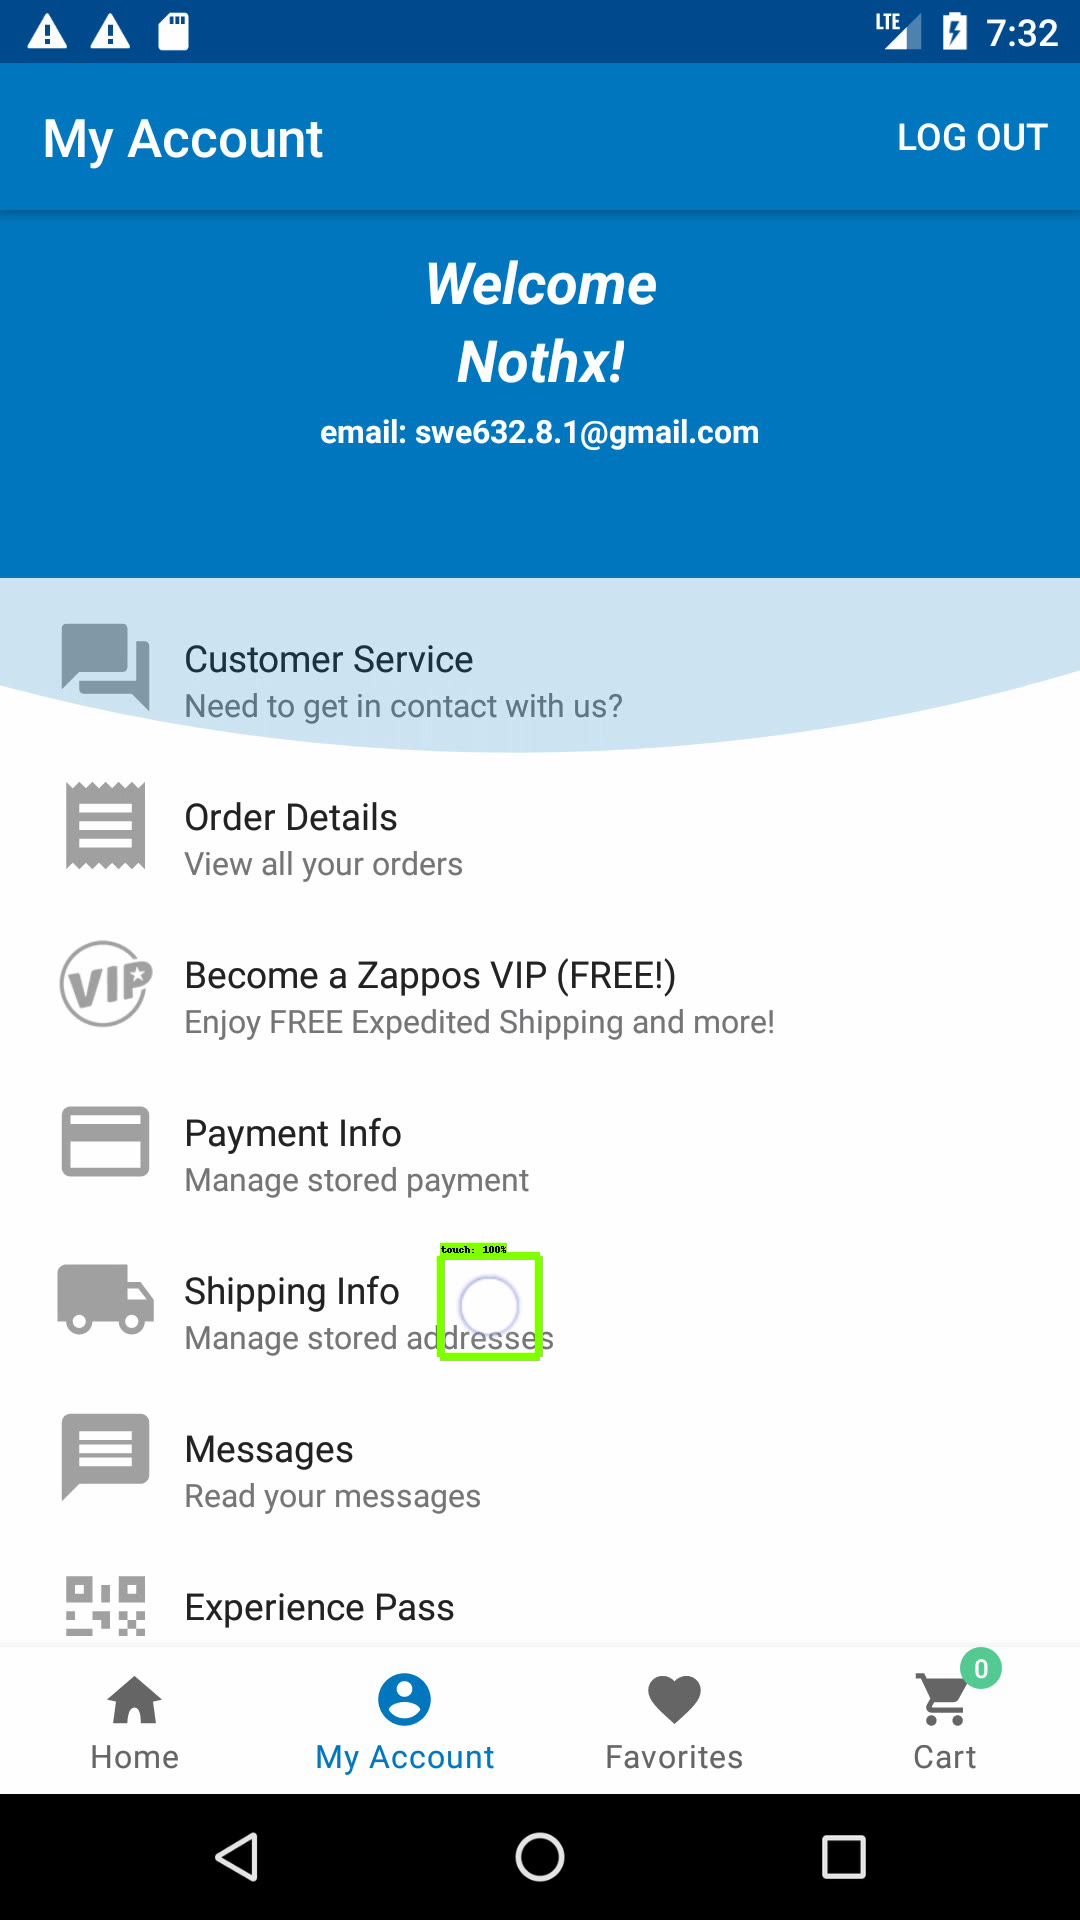 LTE 7:32
My Account LOG OUT
Welcome
Nothx!
email: swe632.8.1@gmail.com
Customer Service
Need to get in contact with us?
Order Details
View all your orders
VIP
Become a Zappos VIP (FREE!)
Enjoy FREE Expedited Shipping and more!
Payment Info
Manage stored payment
touch: 100%
Shipping Info
Manage stored addresses
Messages
Read your messages
Experience Pass
0
Home My Account Favorites Cart